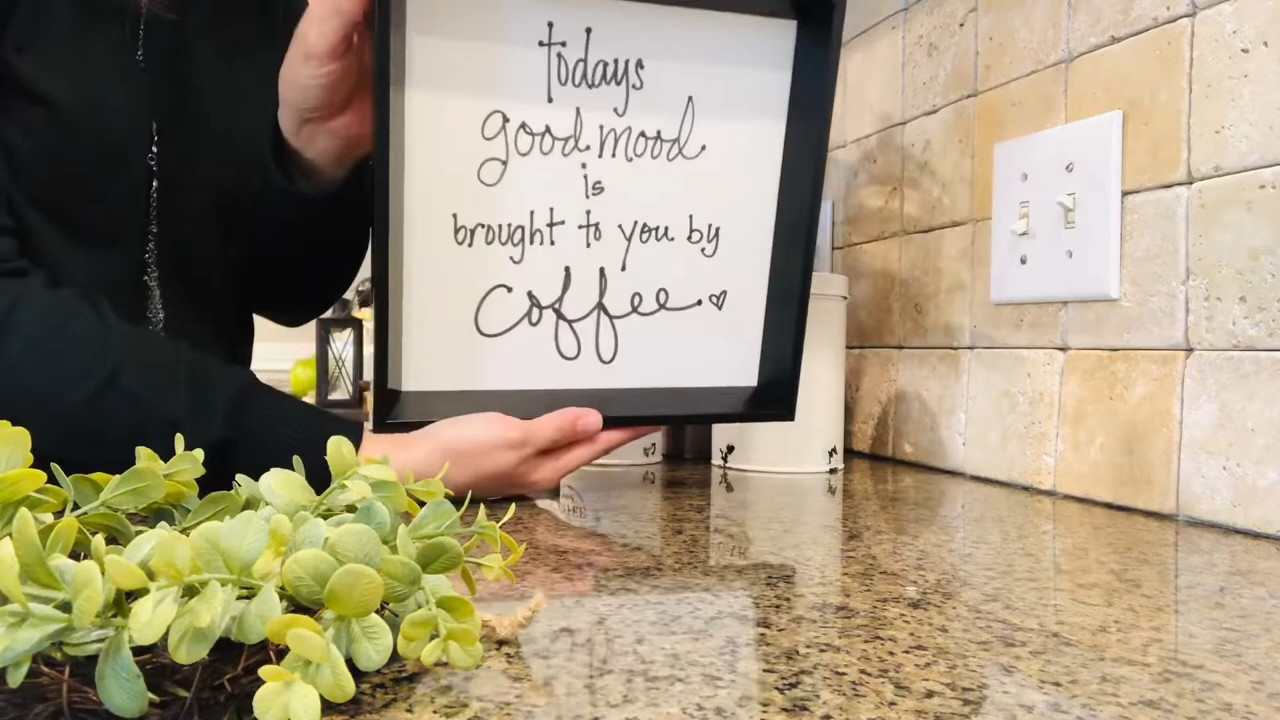 todays
good mood
is
brought to you by
coffee